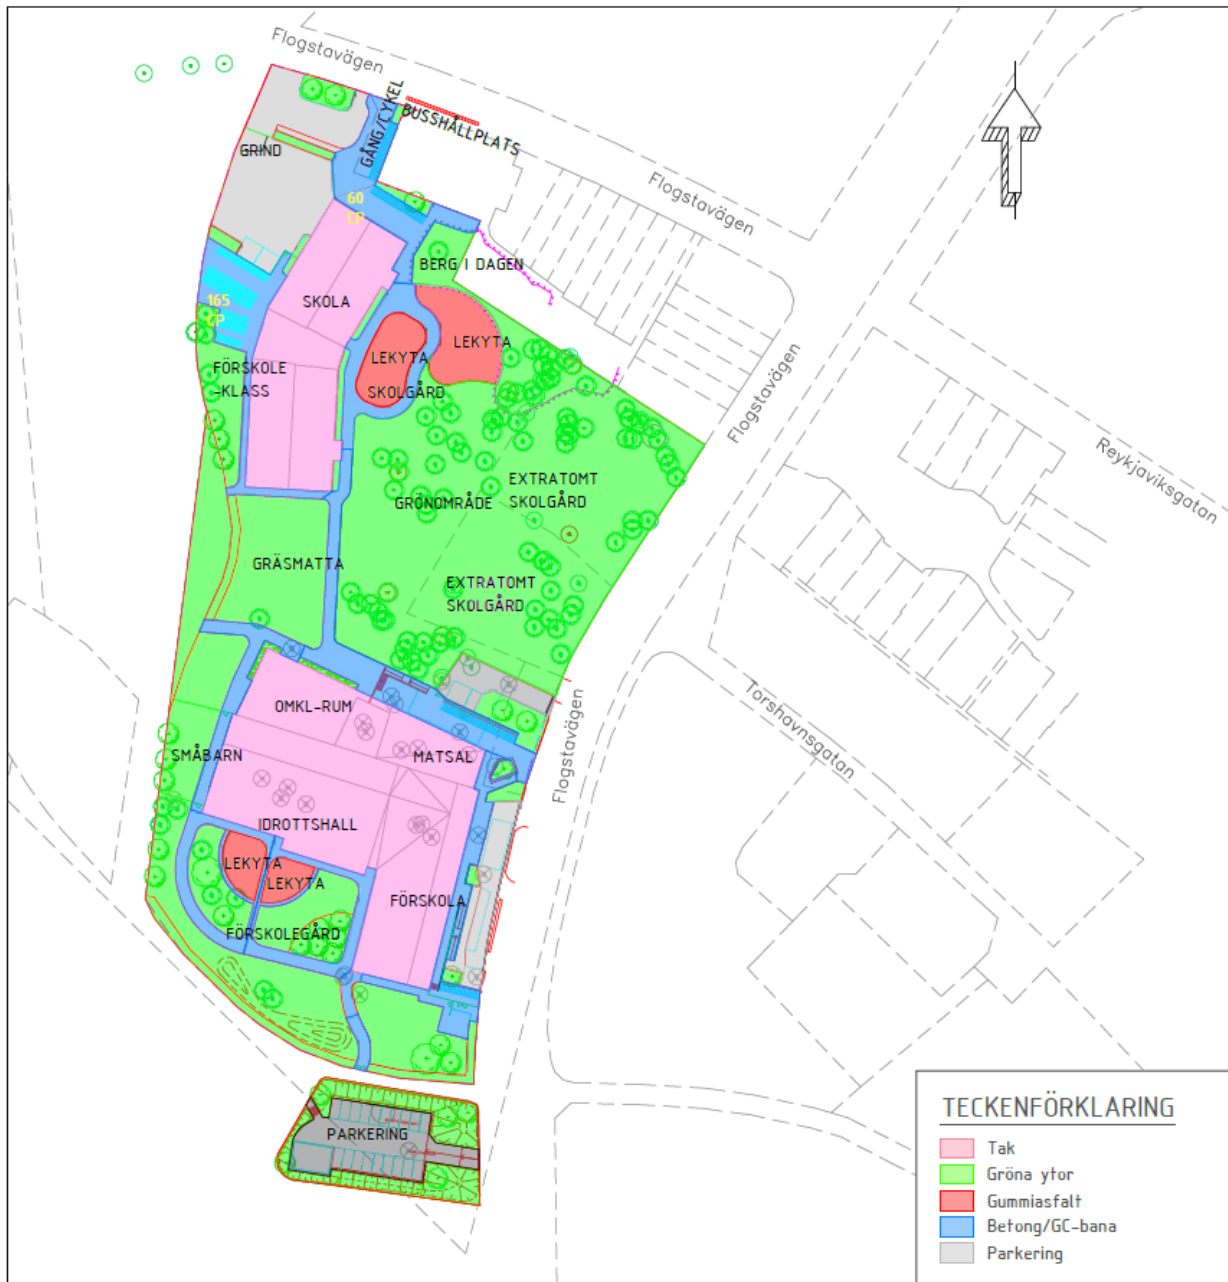 Flogstavägen
GÅNG/CYKEL
BUSSHÅLLPLATS
GRIND
Flogstavägen
60
CP
BERG I DAGEN
165
CP
SKOLA
LEKYTA
LEKYTA
SKOLGÅRD
FÖRSKOLE
-KLASS
Flogstavägen
Reykjaviksgatan
EXTRATOMT
SKOLGÅRD
GRÖNOMRÅDE
GRÄSMATTA
EXTRATOMT
SKOLGÅRD
Torshavnsgatan
Flogstavägen
OMKL-RUM
SMÅBARN
MATSAL
IDROTTSHALL
LEKYTA
LEKYTA
FÖRSKOLA
FÖRSKOLEGÅRD
PARKERING
TECKENFÖRKLARING
Tak
Gröna ytor
Gummiasfalt
Betong/GC-bana
Parkering